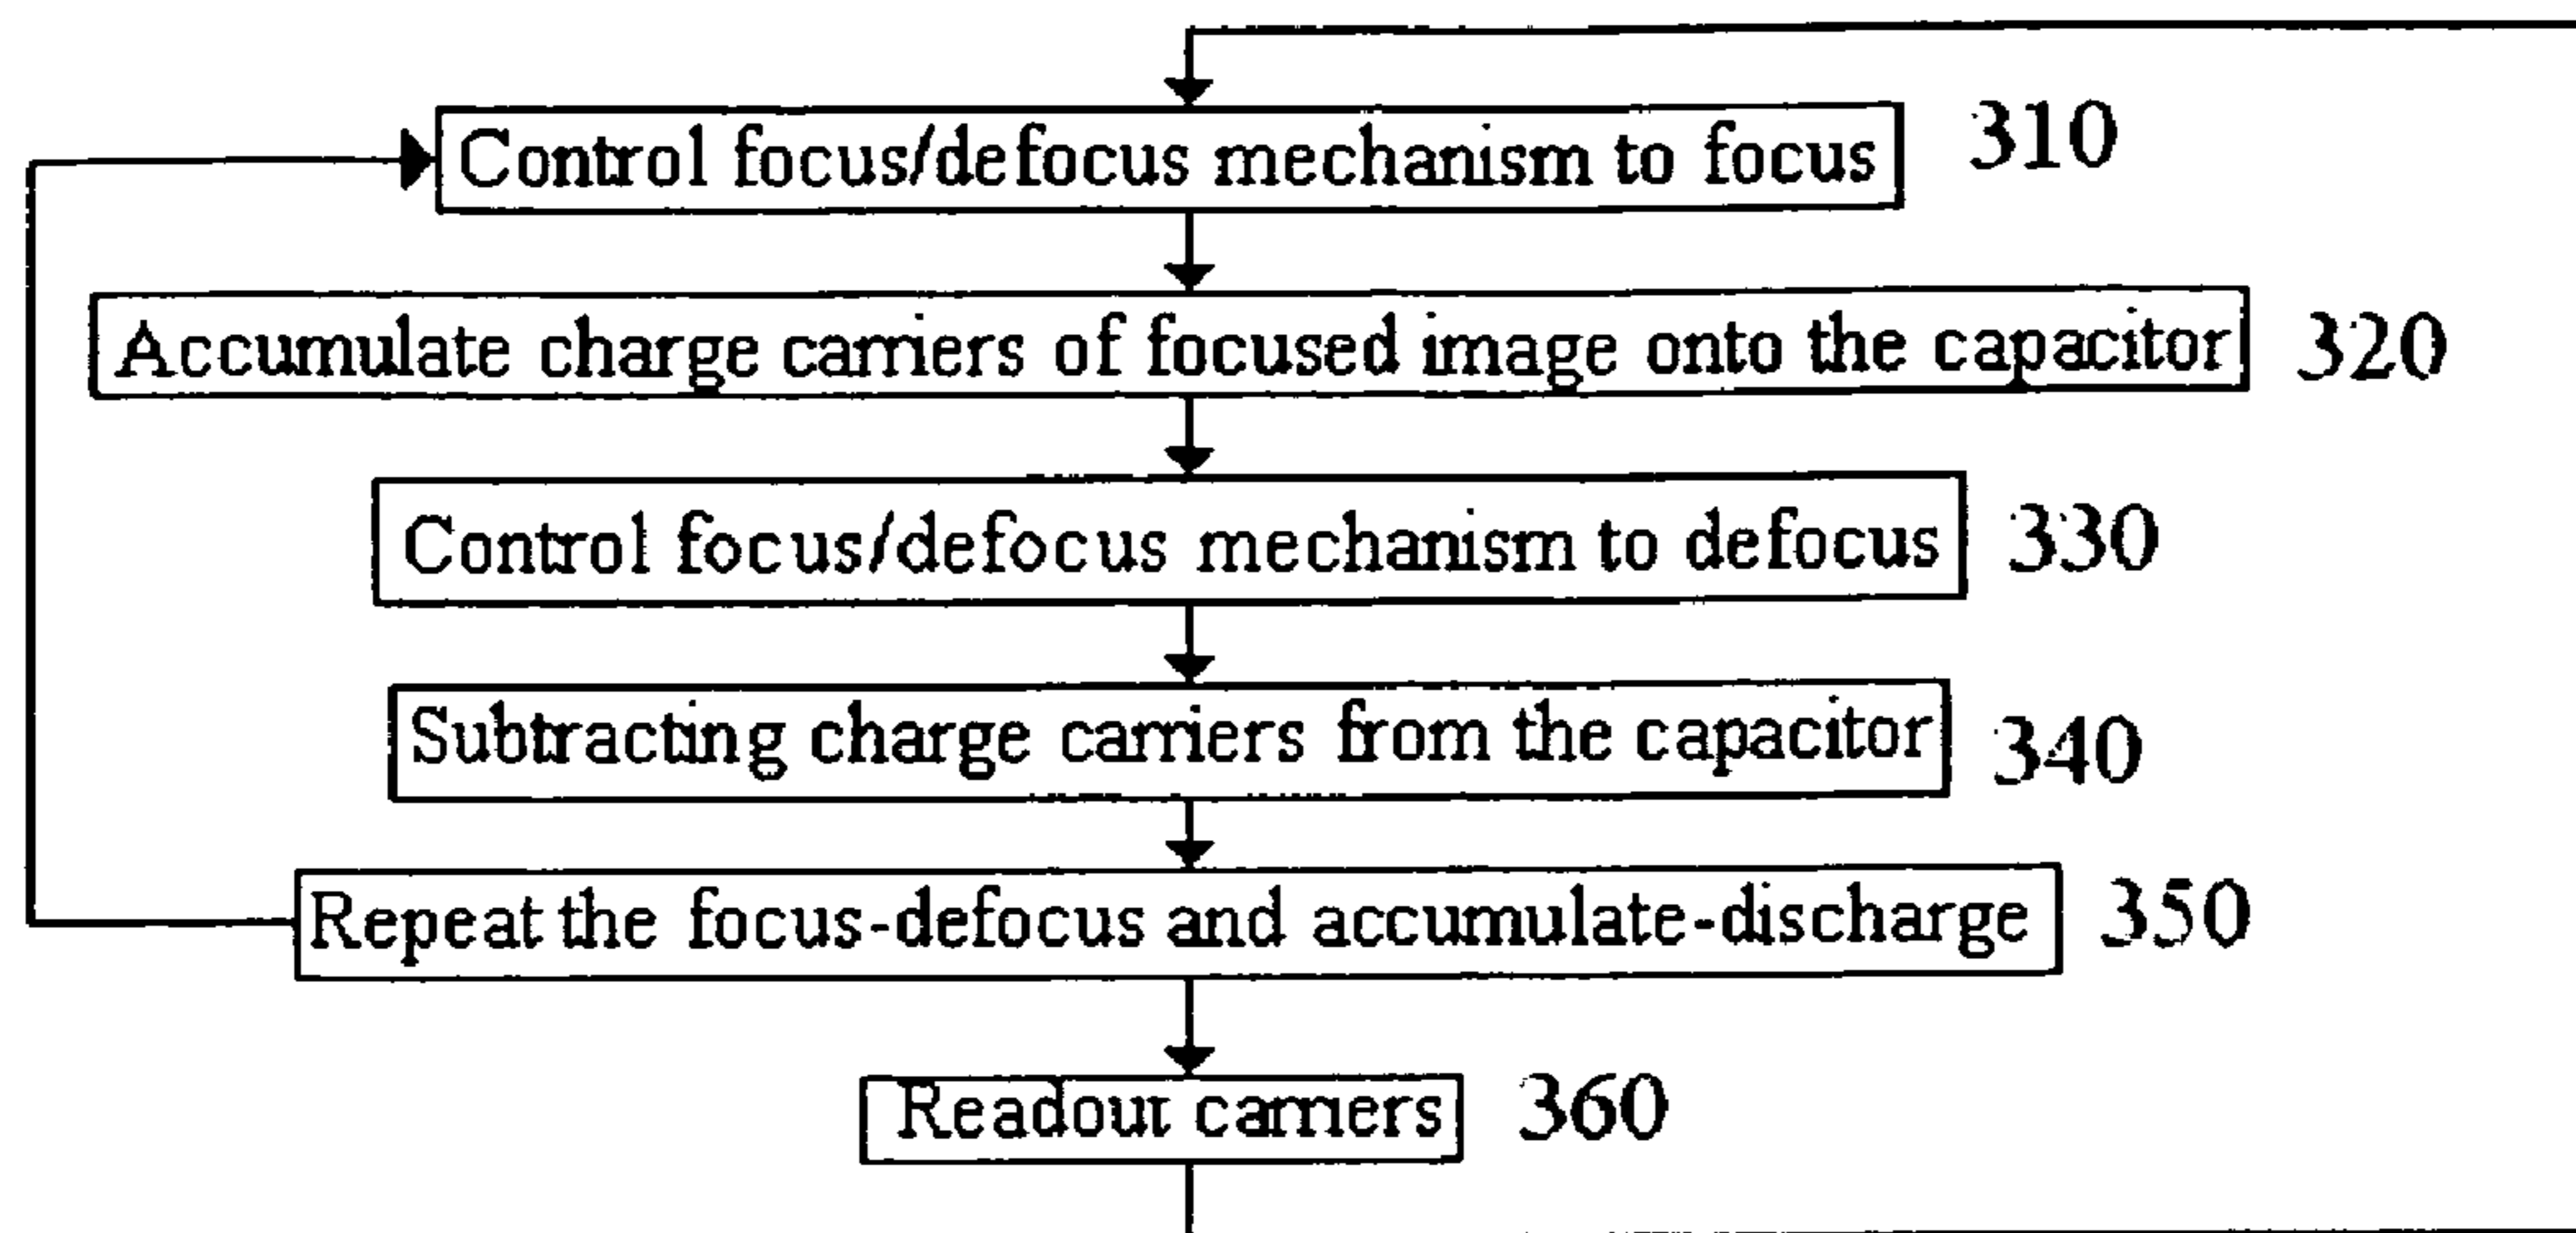 Control focus/defocus mechanism to focus 310
Accumulate charge carriers of focused image onto the capacitor 320
Control focus/defocus mechanism to defocus 330
Subtracting charge carriers from the capacitor 340
Repeat the focus-defocus and accumulate-discharge 350
Readout carriers 360